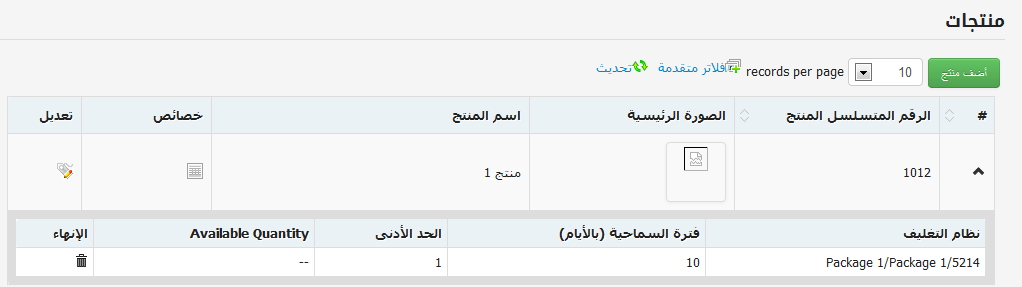 منتجات
أضف منتج 10 records per page فلاتر متقدمة تحديث
# الرقم المتسلسل المنتج الصورة الرئيسية اسم المنتج خصائص تعديل
1012 منتج 1
نظام التغليف فترة السماحية (بالأيام) الحد الأدنى Available Quantity الإنهاء
Package 1/Package 1/5214 10 1 --